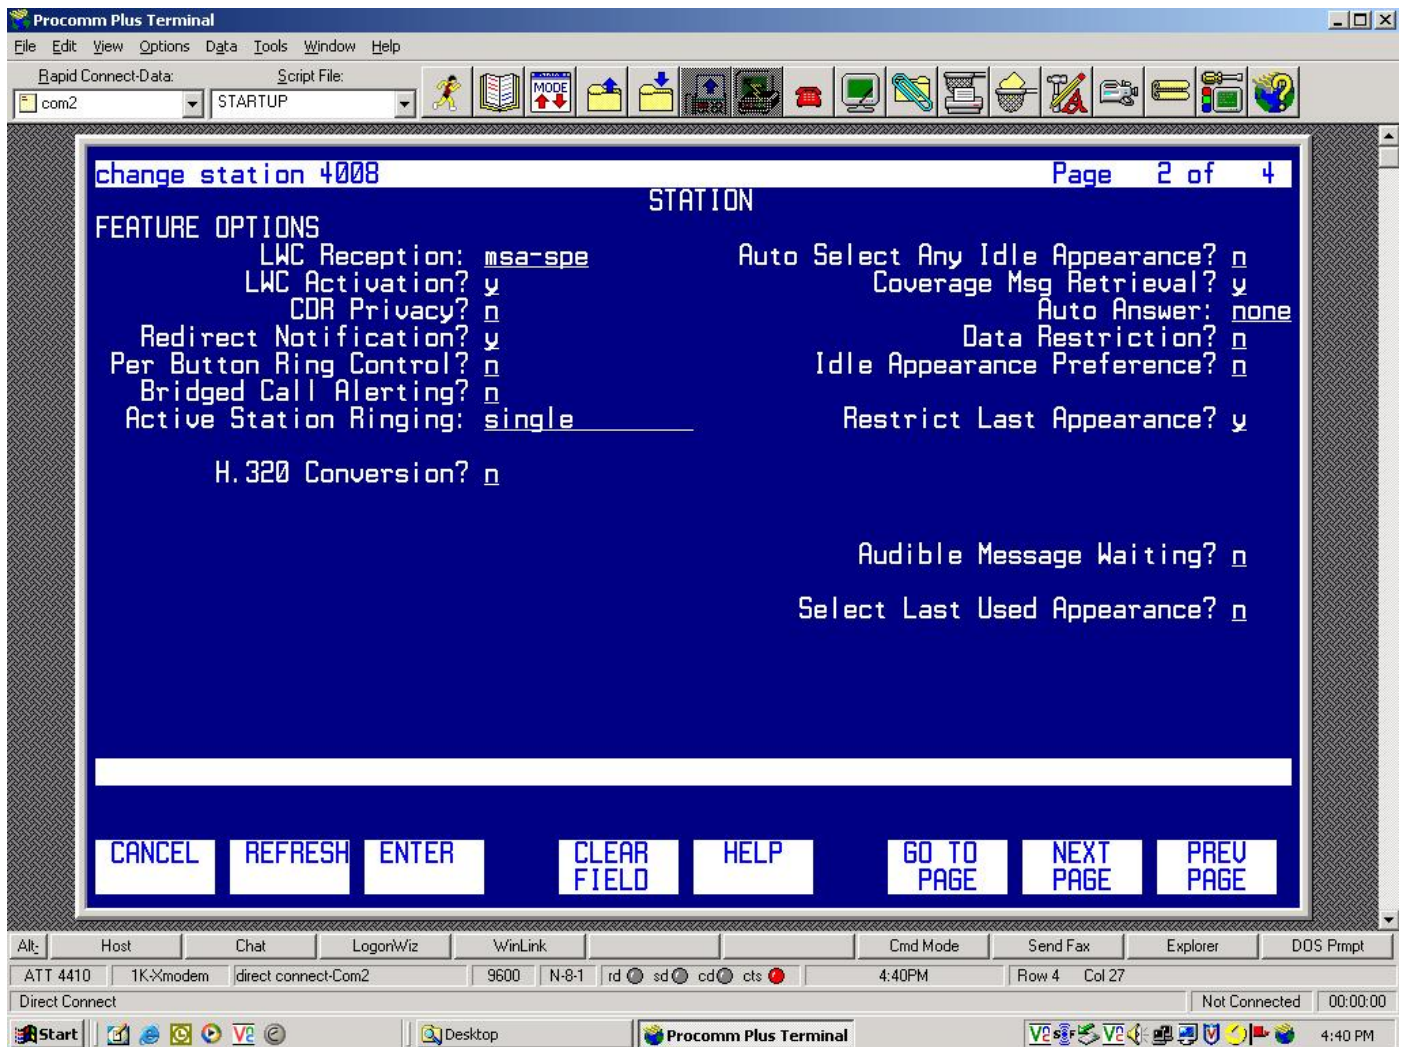 Procomm Plus Terminal
File Edit View Options Data Tools Window Help
Rapid Connect-Data: Script File:
com2 STARTUP
MODE
change station 4008 Page 2 of 4
STATION
FEATURE OPTIONS
LWC Reception: msa-spe Auto Select Any Idle Appearance? n
LWC Activation? y Coverage Msg Retrieval? y
CDR Privacy? n Auto Answer: none
Redirect Notification? y Data Restriction? n
Per Button Ring Control? n Idle Appearance Preference? n
Bridged Call Alerting? n
Active Station Ringing: single Restrict Last Appearance? y
H.320 Conversion? n
Audible Message Waiting? n
Select Last Used Appearance? n
CANCEL REFRESH ENTER CLEAR FIELD HELP GO TO PAGE NEXT PAGE PREV PAGE
Alt: Host Chat LogonWiz WinLink Cmd Mode Send Fax Explorer DOS Prmpt
ATT 4410 1K-Xmodem direct connect-Com2 9600 N-8-1 rd sd cd cts 4:40PM Row 4 Col 27
Direct Connect Not Connected 00:00:00
Start Desktop Procomm Plus Terminal 4:40 PM